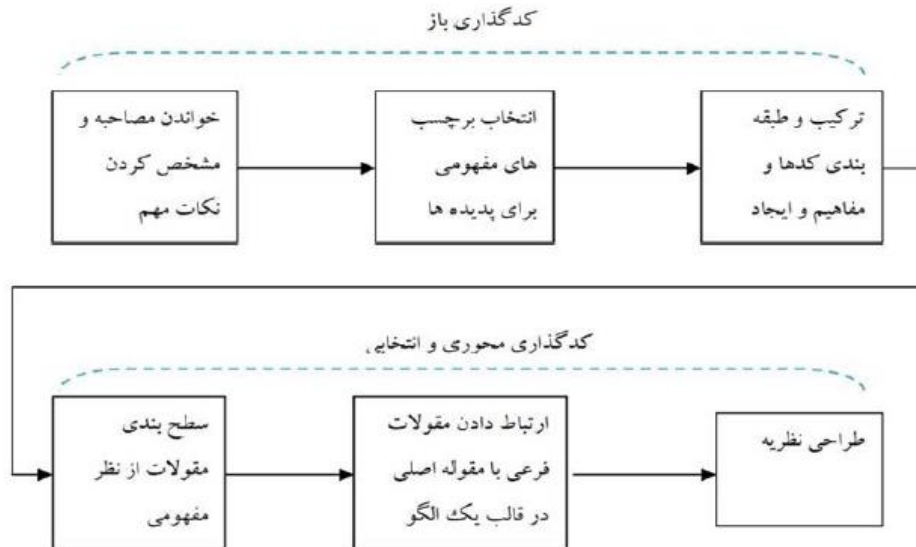 کدگذاری باز
خواندن مصاحبه و
مشخص کردن
نکات مهم
انتخاب برچسب
های مفهومی
برای پدیده ها
ترکیب و طبقه
بندی کدها و
مفاهیم و ایجاد
کدگذاری محوری و انتخابی
سطح بندی
مقولات از نظر
مفهومی
ارتباط دادن مقولات
فرعی با مقوله اصلی
در قالب یک الگو
طراحی نظریه